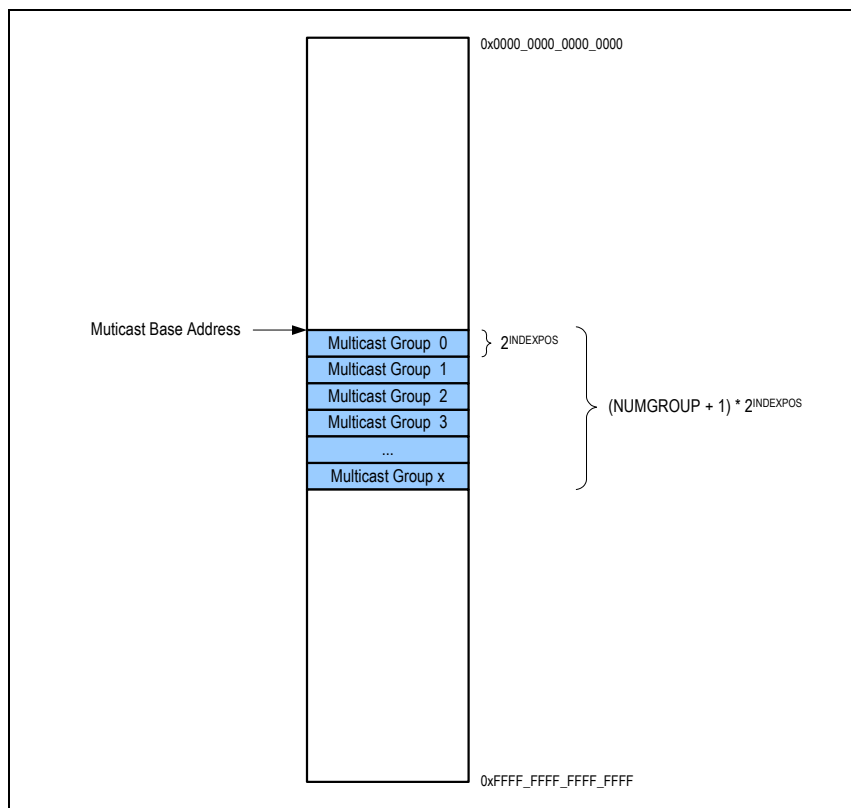 0x0000_0000_0000_0000
Muticast Base Address
Multicast Group 0
2INDEXPOS
Multicast Group 1
Multicast Group 2
Multicast Group 3
(NUMGROUP + 1) * 2INDEXPOS
...
Multicast Group x
0xFFFF_FFFF_FFFF_FFFF